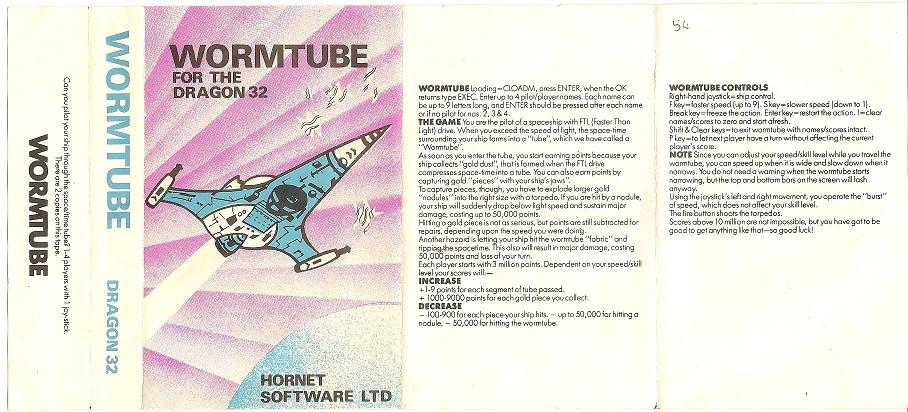 Can you pilot your ship through the space/time tube? 1-4 players with 1 joy-stick.
There are 2 copies on this tape.
WORMTUBE
WORMTUBE DRAGON 32
WORMTUBE
FOR THE
DRAGON 32
HORNET
SOFTWARE LTD
WORMTUBE Loading=CLOADM, press ENTER, when the OK
returns type EXEC. Enter up to 4 pilot/player names. Each name can
be up to 9 letters long, and ENTER should be pressed after each name
or if no pilot for nos. 2, 3 & 4.
THE GAME You are the pilot of a spaceship with FTL (Faster Than
Light) drive. When you exceed the speed of light, the space-time
surrounding your ship forms into a "tube", which we have called a
"Wormtube".
As soon as you enter the tube, you start earning points because your
ship collects "gold dust", that is formed when the FTL drive
compresses space-time into a tube. You can also earn points by
capturing gold "pieces" with your ship's jaws".
To capture pieces, though, you have to explode larger gold
"nodules" into the right size with a torpedo. If you are hit by a nodule,
your ship will suddenly drop below light speed and sustain major
damage, costing up to 50,000 points.
Hitting a gold piece is not as serious, but points are still subtracted for
repairs, depending upon the speed you were doing.
Another hazard is letting your ship hit the wormtube "fabric" and
ripping the spacetime. This also will result in major damage, costing
50,000 points and loss of your turn.
Each player starts with 3 million points. Dependent on your speed/skill
level your scores will:—
INCREASE
+1-9 points for each segment of tube passed.
+ 1000-9000 points for each gold piece you collect.
DECREASE
— 100-900 for each piece your ship hits. — up to 50,000 for hitting a
nodule. — 50,000 for hitting the wormtube.
54
WORMTUBE CONTROLS
Right-hand joystick=ship control.
F key=faster speed (up to 9). S key=slower speed (down to 1).
Break key=freeze the action. Enter key=restart the action. 1=clear
names/scores to zero and start afresh.
Shift & Clear keys=to exit wormtube with names/scores intact.
P key=to let next player have a turn without affecting the current
player's score.
NOTE Since you can adjust your speed/skill level while you travel the
wormtube, you can speed up when it is wide and slow down when it
narrows. You do not need a warning when the wormtube starts
narrowing, but the top and bottom bars on the screen will lash
anyway.
Using the joystick's left and right movement, you operate the "burst"
of speed, which does not affect your skill level.
The fire button shoots the torpedos.
Scores above 10 million are not impossible, but you have got to be
good to get anything like that—so good luck!